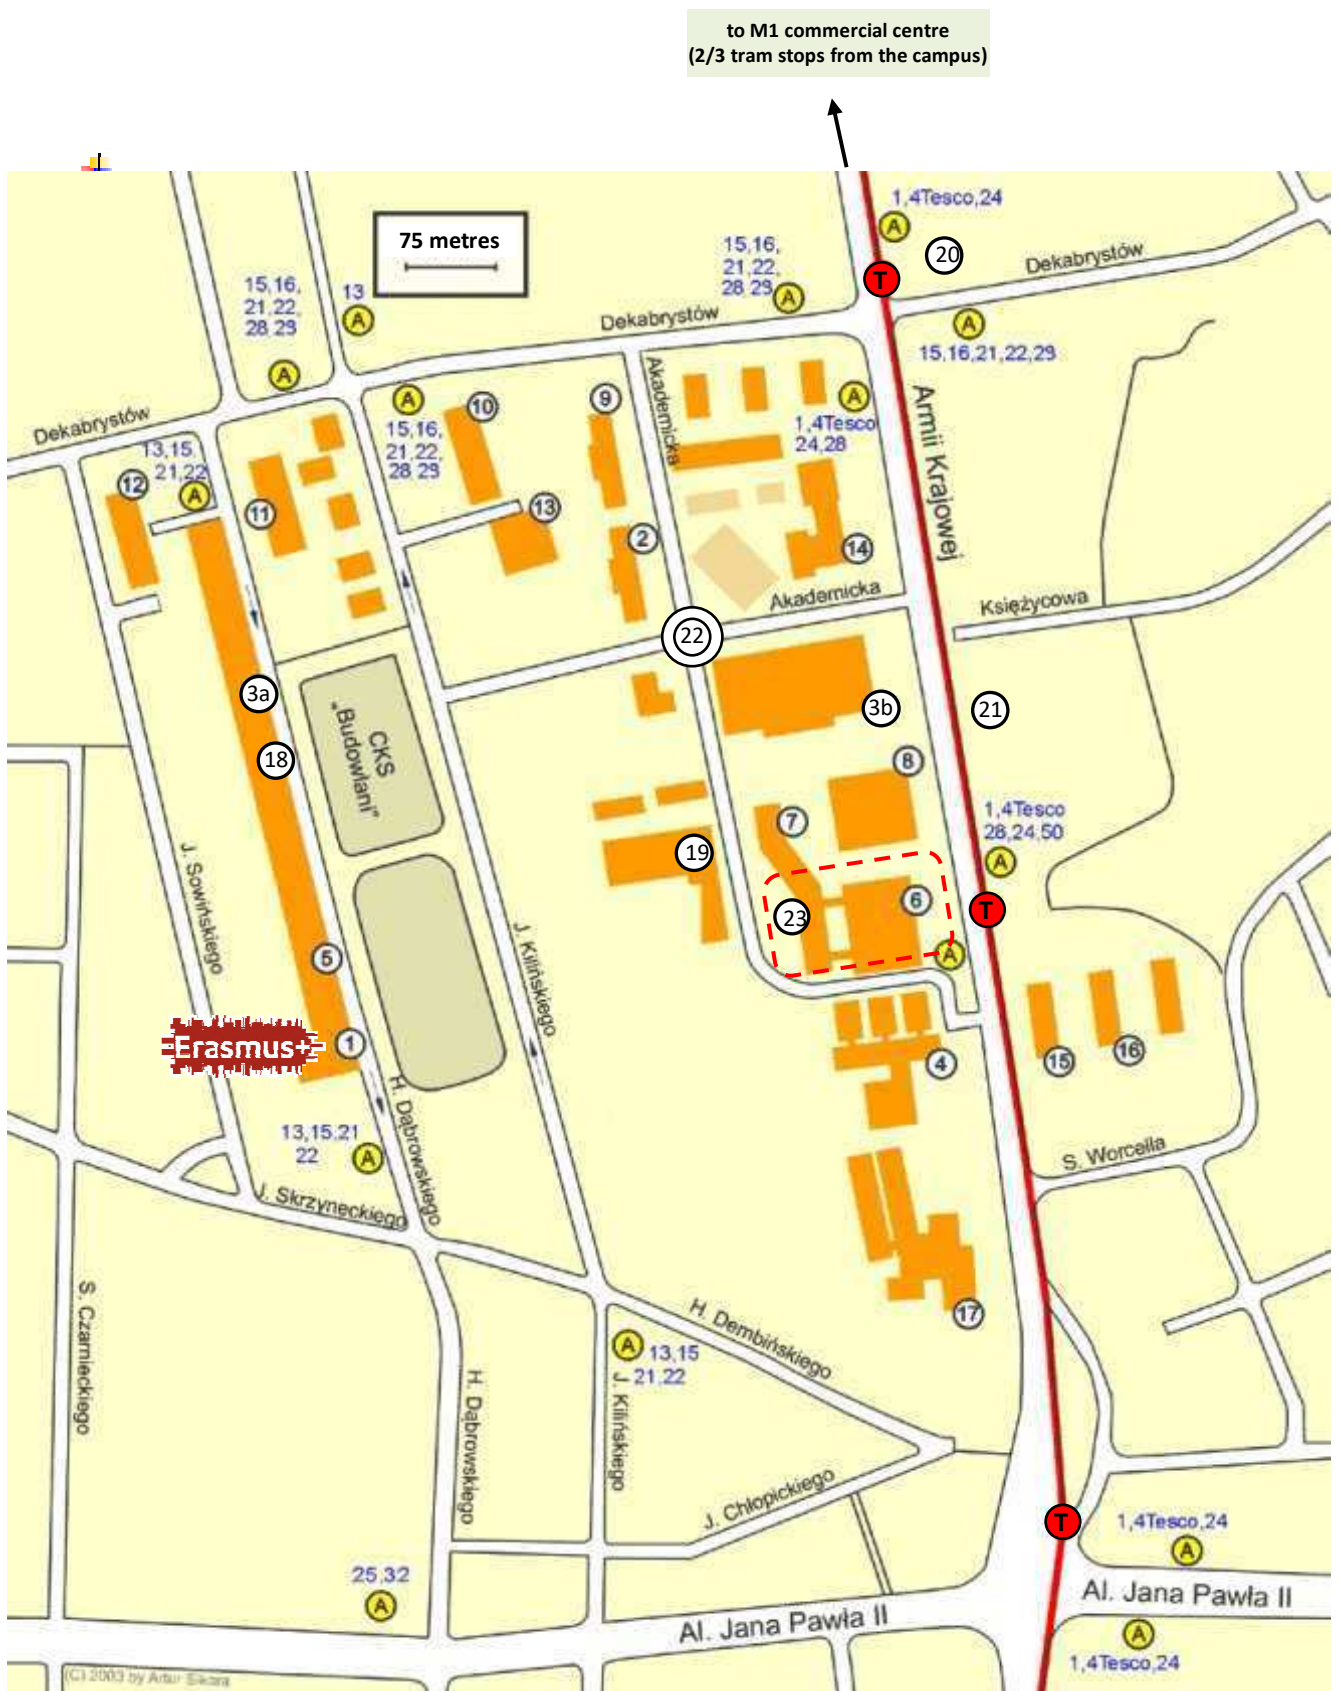 to M1 commercial centre
(2/3 tram stops from the campus)
1,4Tesco,24
A
20
T
Dekabrystów
75 metres
15,16,
21,22,
28,29
A
13
A
15,16,
21,22,
28,29
A
Dekabrystów
A
15,16,21,22,29
Dekabrystów
A
15,16,
21,22,
28,29
10
9
Akademicka
A
1,4Tesco
24,28
Armii Krajowej
13,15,
21,22
A
12
11
13
2
14
Akademicka
Księżycowa
22
3a
18
CKS
„Budowlani”
3b
21
8
7
19
1,4Tesco
28,24,50
A
6
23
T
A
J. Sowińskiego
5
J. Kilińskiego
Erasmus+
1
4
15
16
H. Dąbrowskiego
13,15,21
22
A
J. Skrzyneckiego
S. Worcella
S. Czarnieckiego
17
H. Dembińskiego
A
13,15
21,22
H. Dąbrowskiego
J. Kilińskiego
J. Chłopickiego
T
1,4Tesco,24
A
25,32
A
Al. Jana Pawła II
Al. Jana Pawła II
A
1,4Tesco,24
(C) 2003 by Artur Sikora